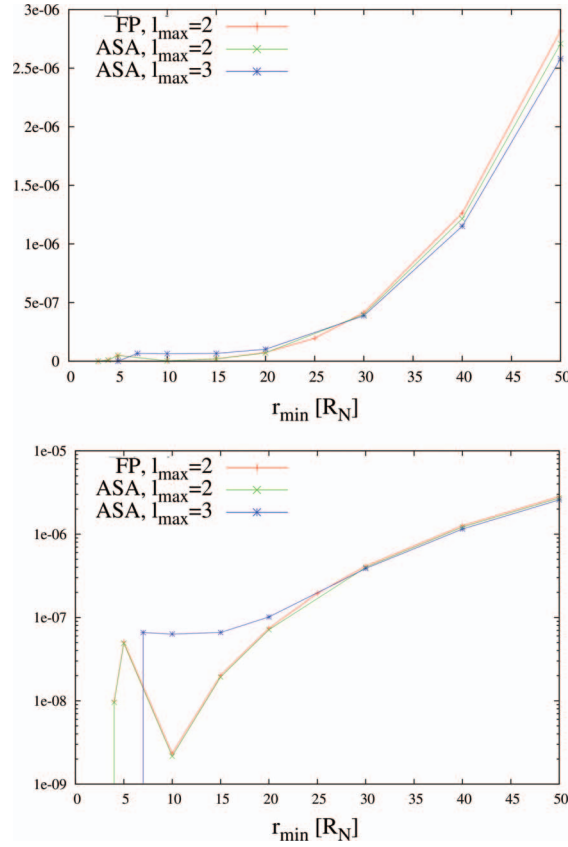 3e-06
2.5e-06
2e-06
1.5e-06
1e-06
5e-07
0
FP, l_max=2
ASA, l_max=2
ASA, l_max=3
0 5 10 15 20 25 30 35 40 45 50
r_min [R_N]
1e-05
1e-06
1e-07
1e-08
1e-09
FP, l_max=2
ASA, l_max=2
ASA, l_max=3
0 5 10 15 20 25 30 35 40 45 50
r_min [R_N]